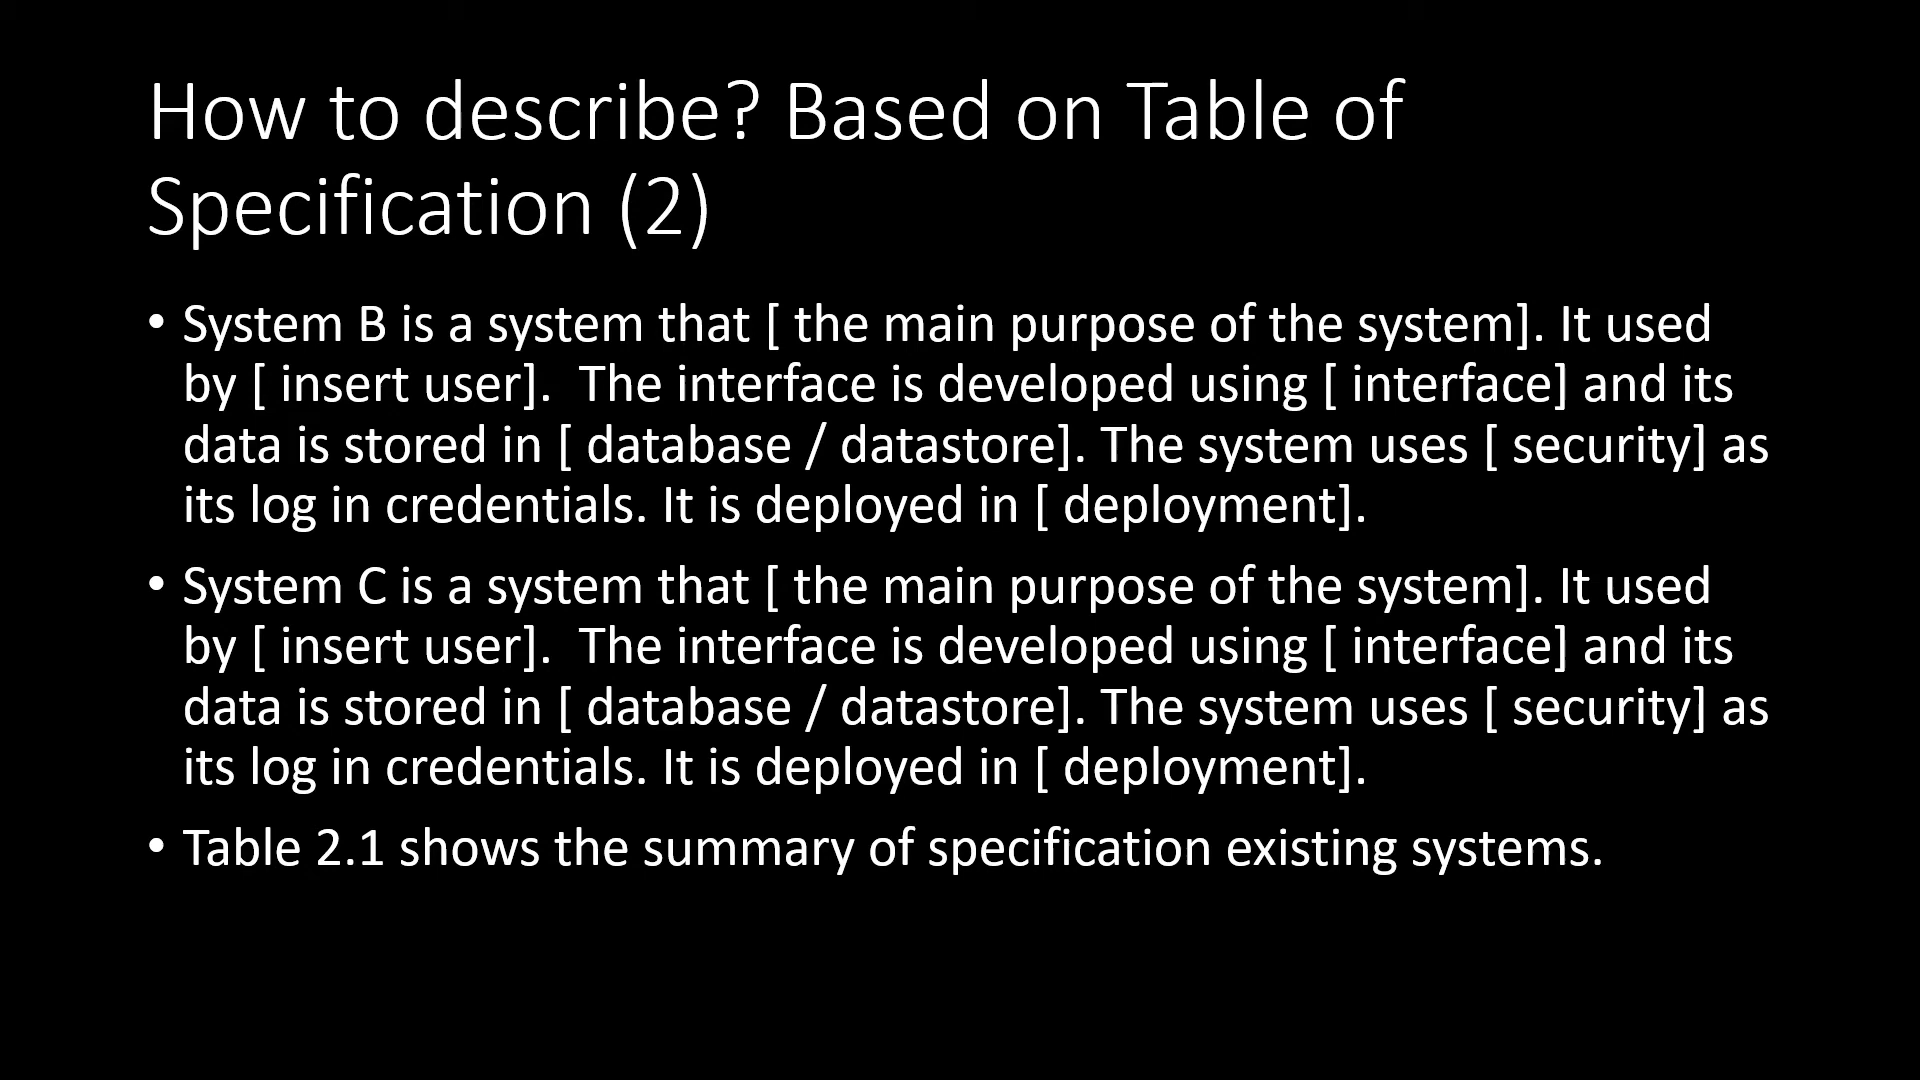 How to describe? Based on Table of
Specification (2)
• System B is a system that [ the main purpose of the system]. It used
by [ insert user].  The interface is developed using [ interface] and its
data is stored in [ database / datastore]. The system uses [ security] as
its log in credentials. It is deployed in [ deployment].
• System C is a system that [ the main purpose of the system]. It used
by [ insert user].  The interface is developed using [ interface] and its
data is stored in [ database / datastore]. The system uses [ security] as
its log in credentials. It is deployed in [ deployment].
• Table 2.1 shows the summary of specification existing systems.